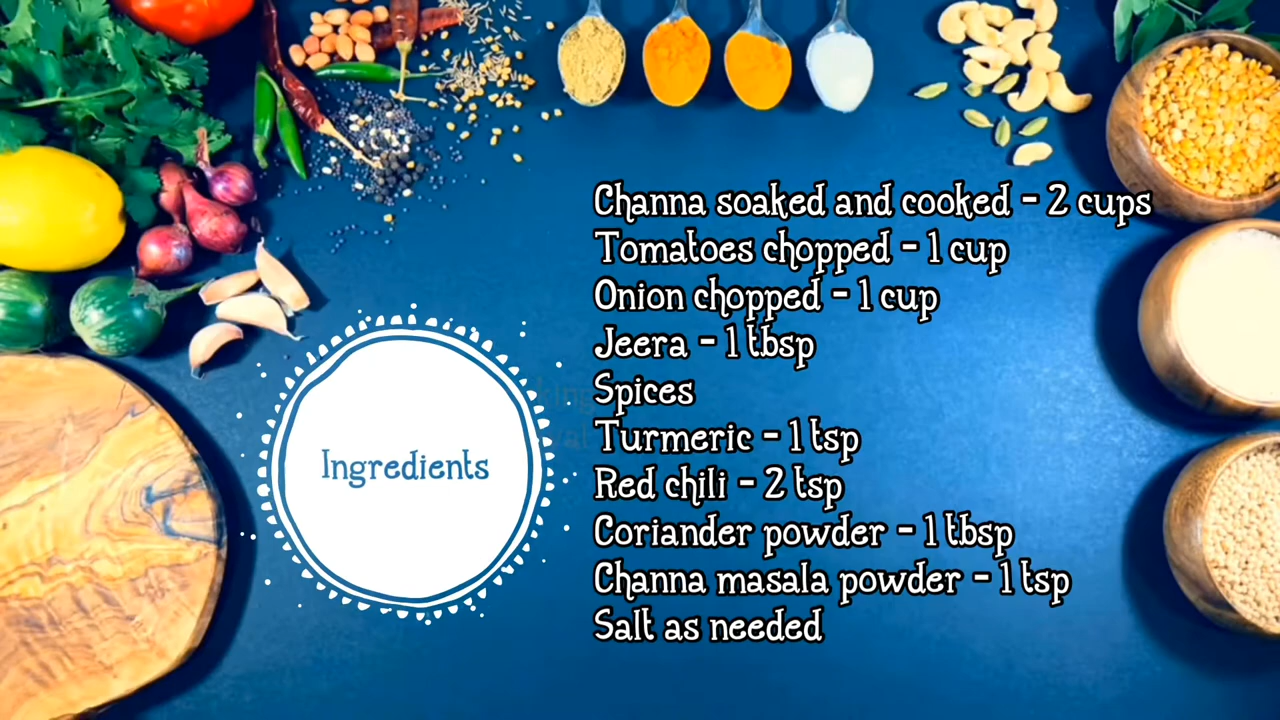 Channa soaked and cooked - 2 cups
Tomatoes chopped - 1 cup
Onion chopped - 1 cup
Jeera - 1 tbsp
Spices
Turmeric - 1 tsp
Red chili - 2 tsp
Coriander powder - 1 tbsp
Channa masala powder - 1 tsp
Salt as needed
Ingredients